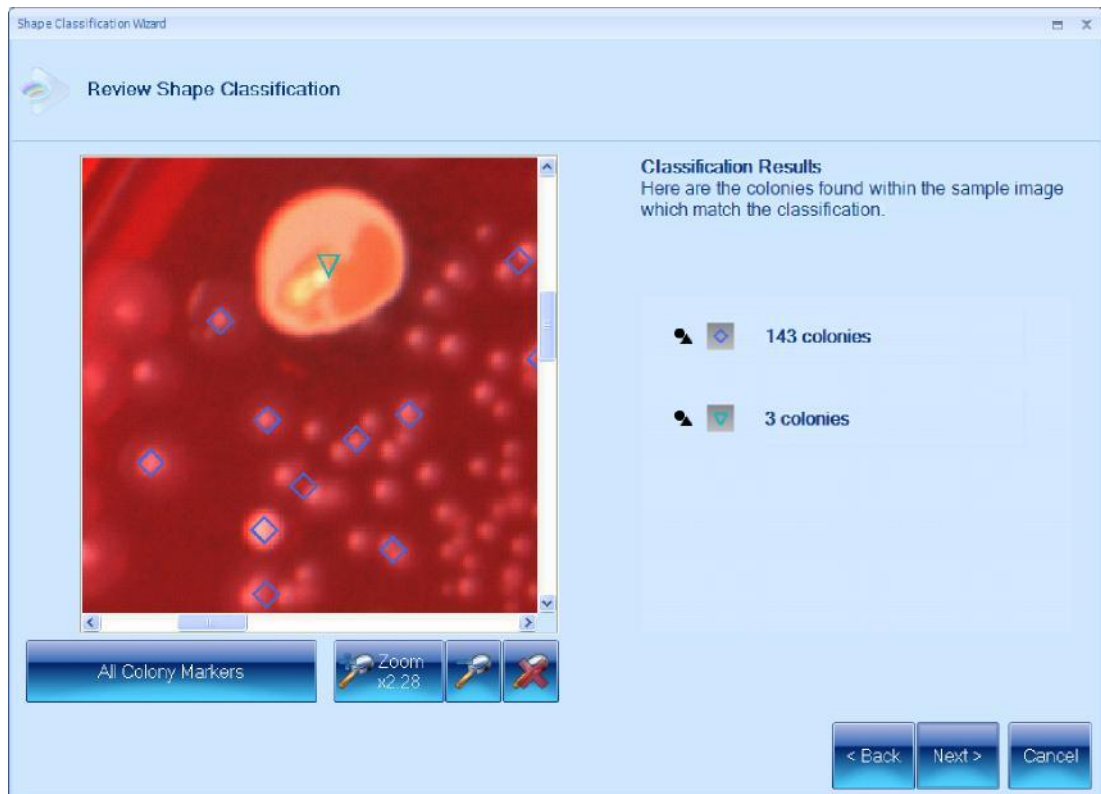 Shape Classification Wizard
Review Shape Classification
Classification Results
Here are the colonies found within the sample image
which match the classification.
143 colonies
3 colonies
All Colony Markers
Zoom
x2.28
< Back
Next >
Cancel